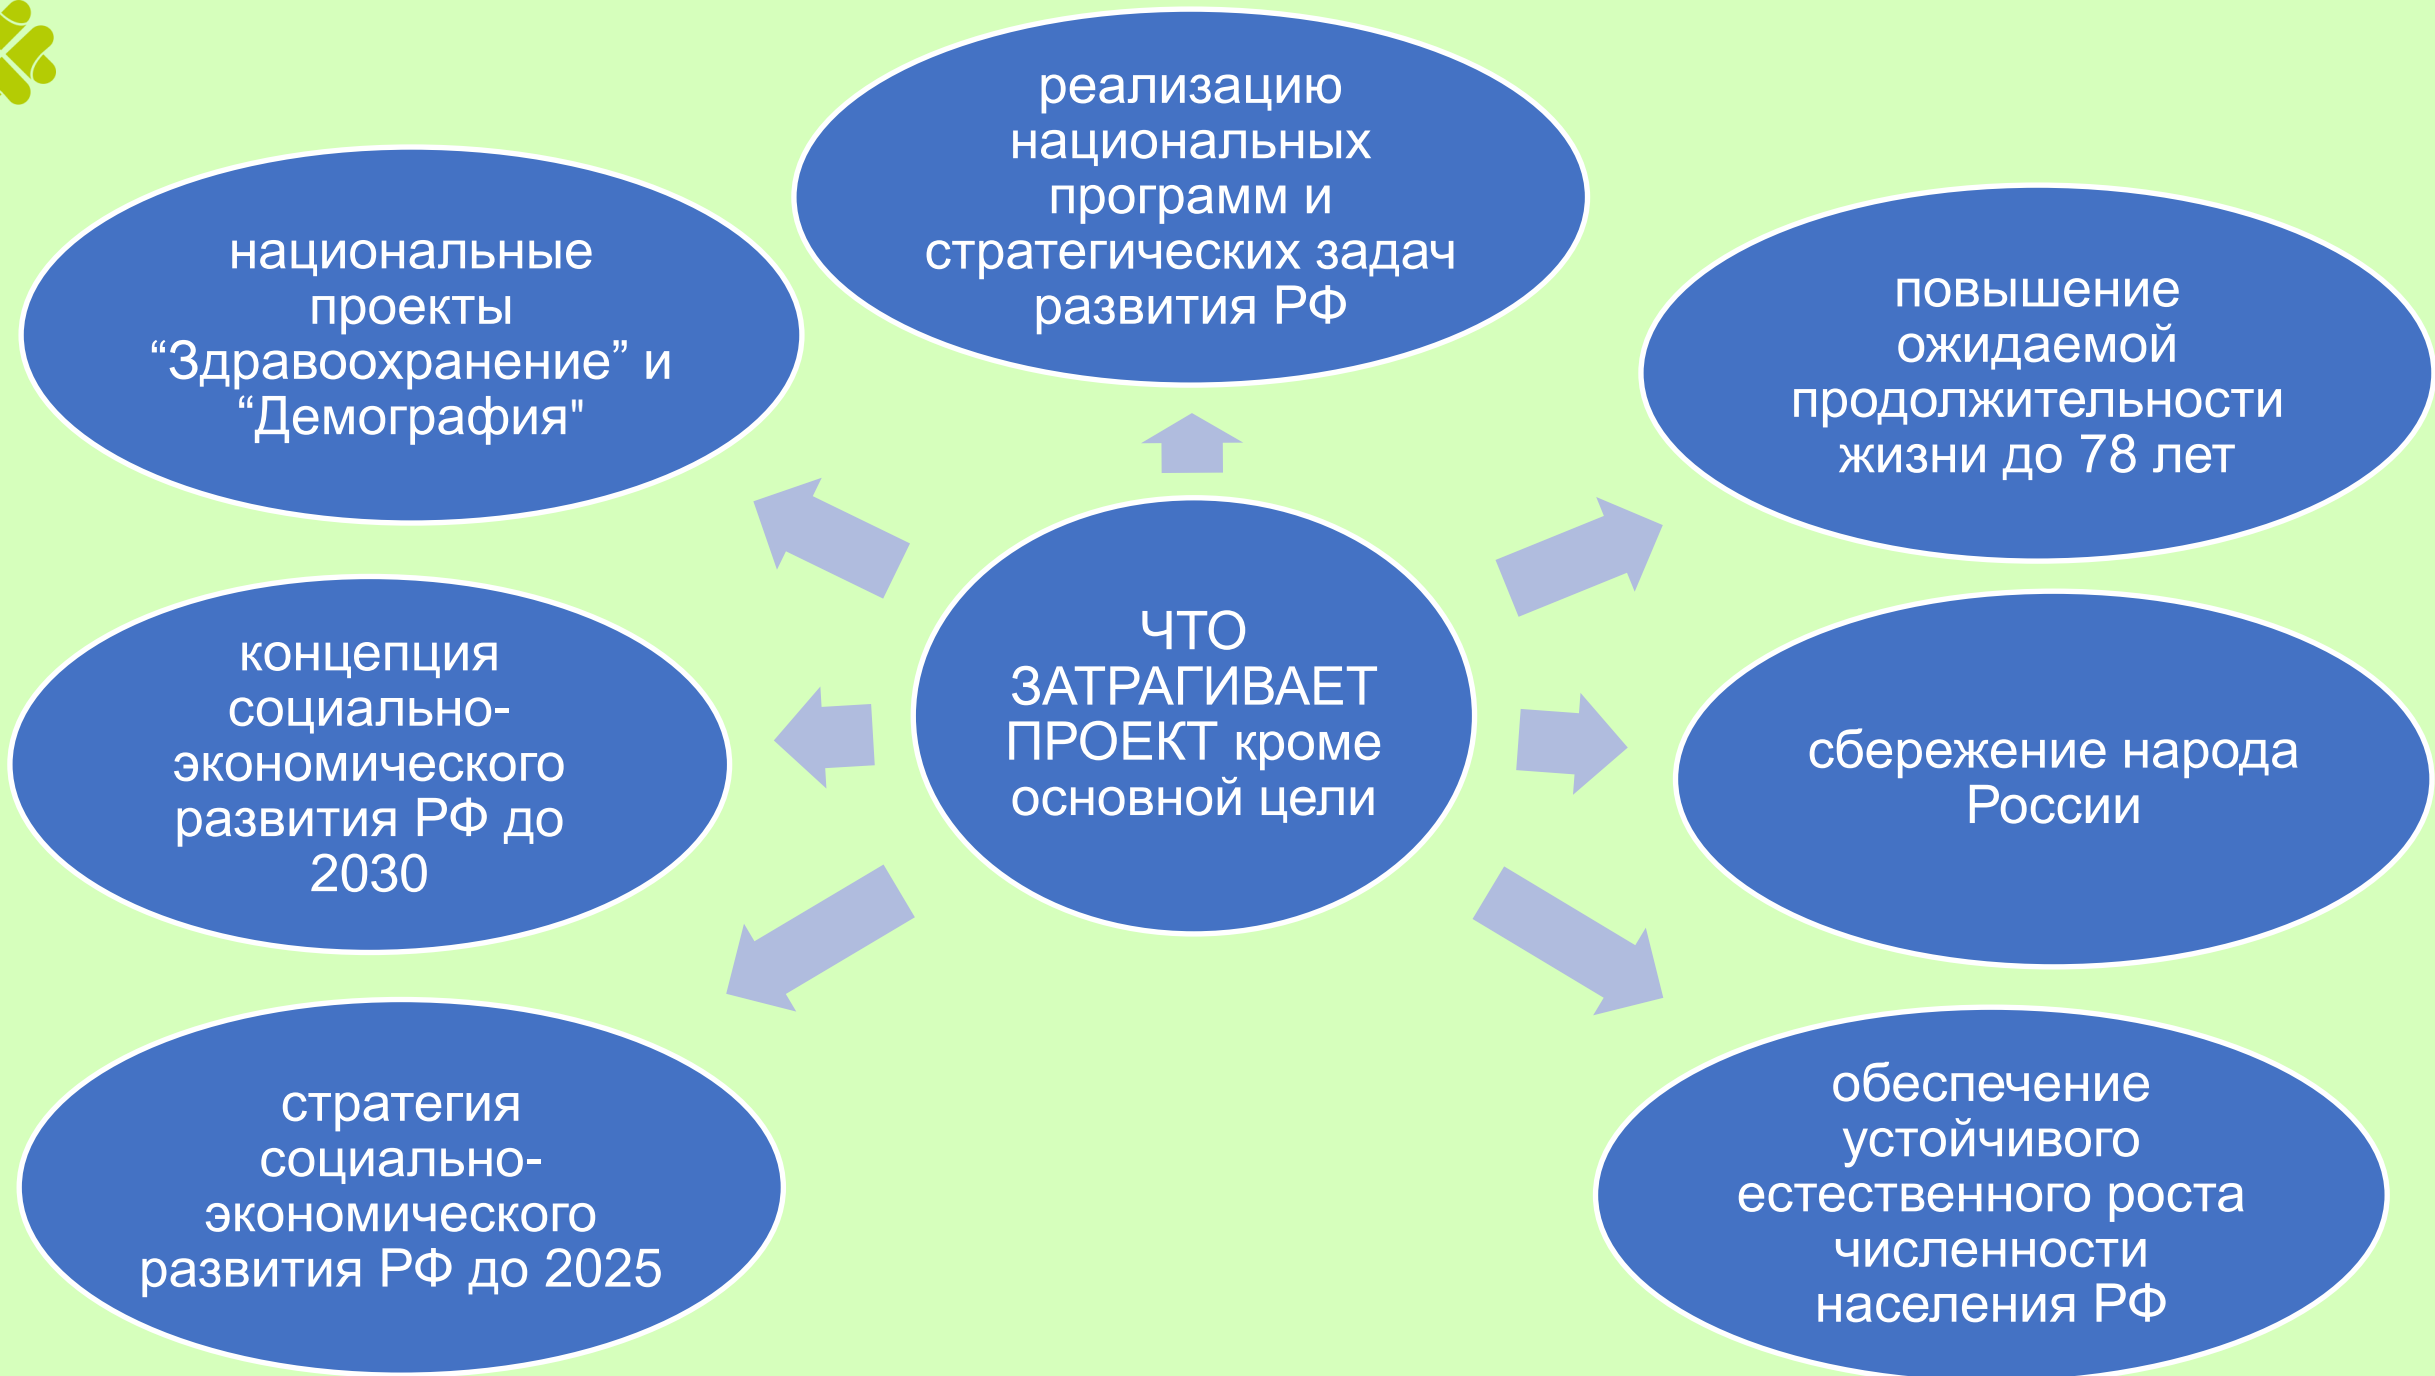 реализацию
национальных
программ и
стратегических задач
развития РФ
национальные
проекты
“Здравоохранение” и
“Демография"
повышение
ожидаемой
продолжительности
жизни до 78 лет
ЧТО
ЗАТРАГИВАЕТ
ПРОЕКТ кроме
основной цели
концепция
социально-
экономического
развития РФ до
2030
сбережение народа
России
стратегия
социально-
экономического
развития РФ до 2025
обеспечение
устойчивого
естественного роста
численности
населения РФ